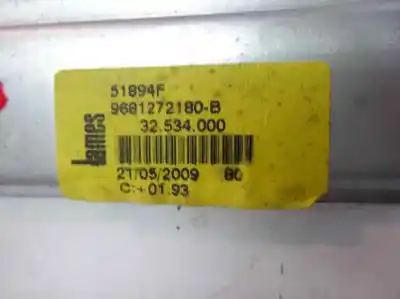 51894F
9681272180-B
32.534.000
Lames
21/05/2009 80
C:+01.93